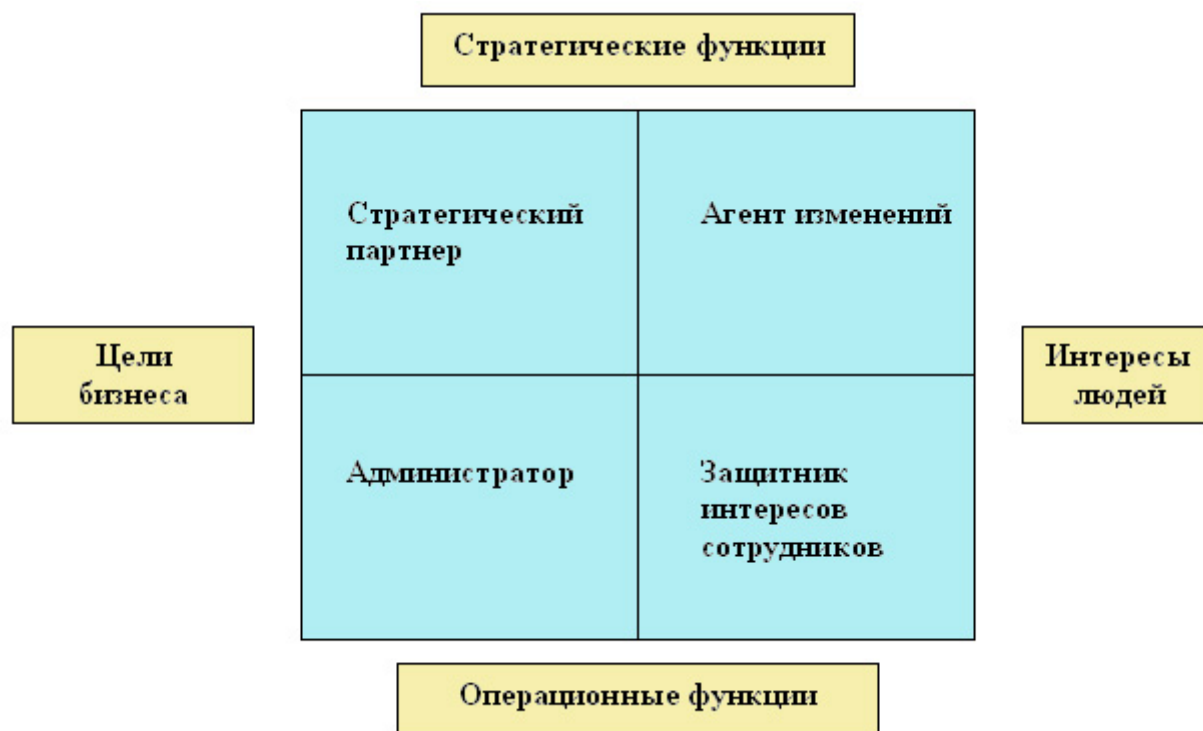 Стратегические функции
Стратегический
партнер
Агент изменений
Цели
бизнеса
Интересы
людей
Администратор
Защитник
интересов
сотрудников
Операционные функции